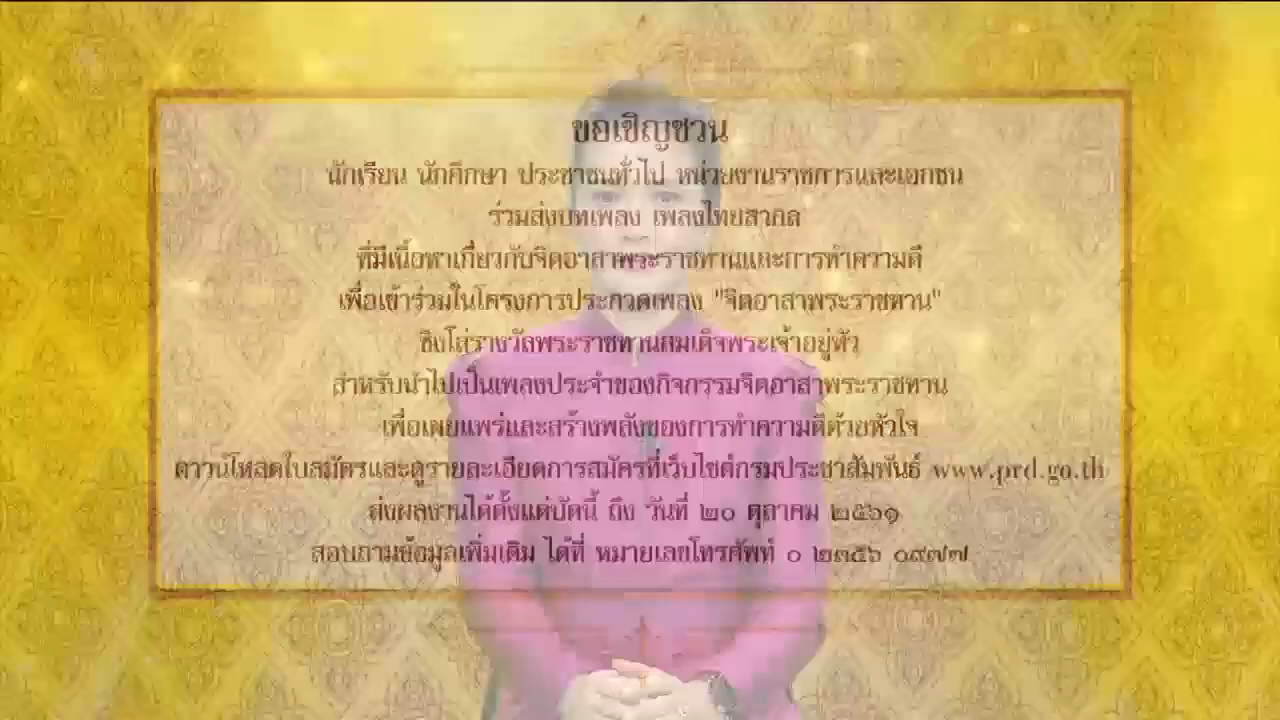 ขอเชิญชวน
นักเรียน นักศึกษา ประชาชนทั่วไป หน่วยงานราชการและเอกชน
ร่วมส่งบทเพลง เพลงไทยสากล
ที่มีเนื้อหาเกี่ยวกับจิตอาสาพระราชทานและการทำความดี
เพื่อเข้าร่วมในโครงการประกวดเพลง "จิตอาสาพระราชทาน"
ชิงโล่รางวัลพระราชทานสมเด็จพระเจ้าอยู่หัว
สำหรับนำไปเป็นเพลงประจำของกิจกรรมจิตอาสาพระราชทาน
เพื่อเผยแพร่และสร้างพลังของการทำความดีด้วยหัวใจ
ดาวน์โหลดใบสมัครและดูรายละเอียดการสมัครที่เว็บไซต์กรมประชาสัมพันธ์ www.prd.go.th
ส่งผลงานได้ตั้งแต่บัดนี้ ถึง วันที่ ๒๐ ตุลาคม ๒๕๖๑
สอบถามข้อมูลเพิ่มเติม ได้ที่ หมายเลขโทรศัพท์ ๐ ๒๓๕๖ ๐๙๗๗